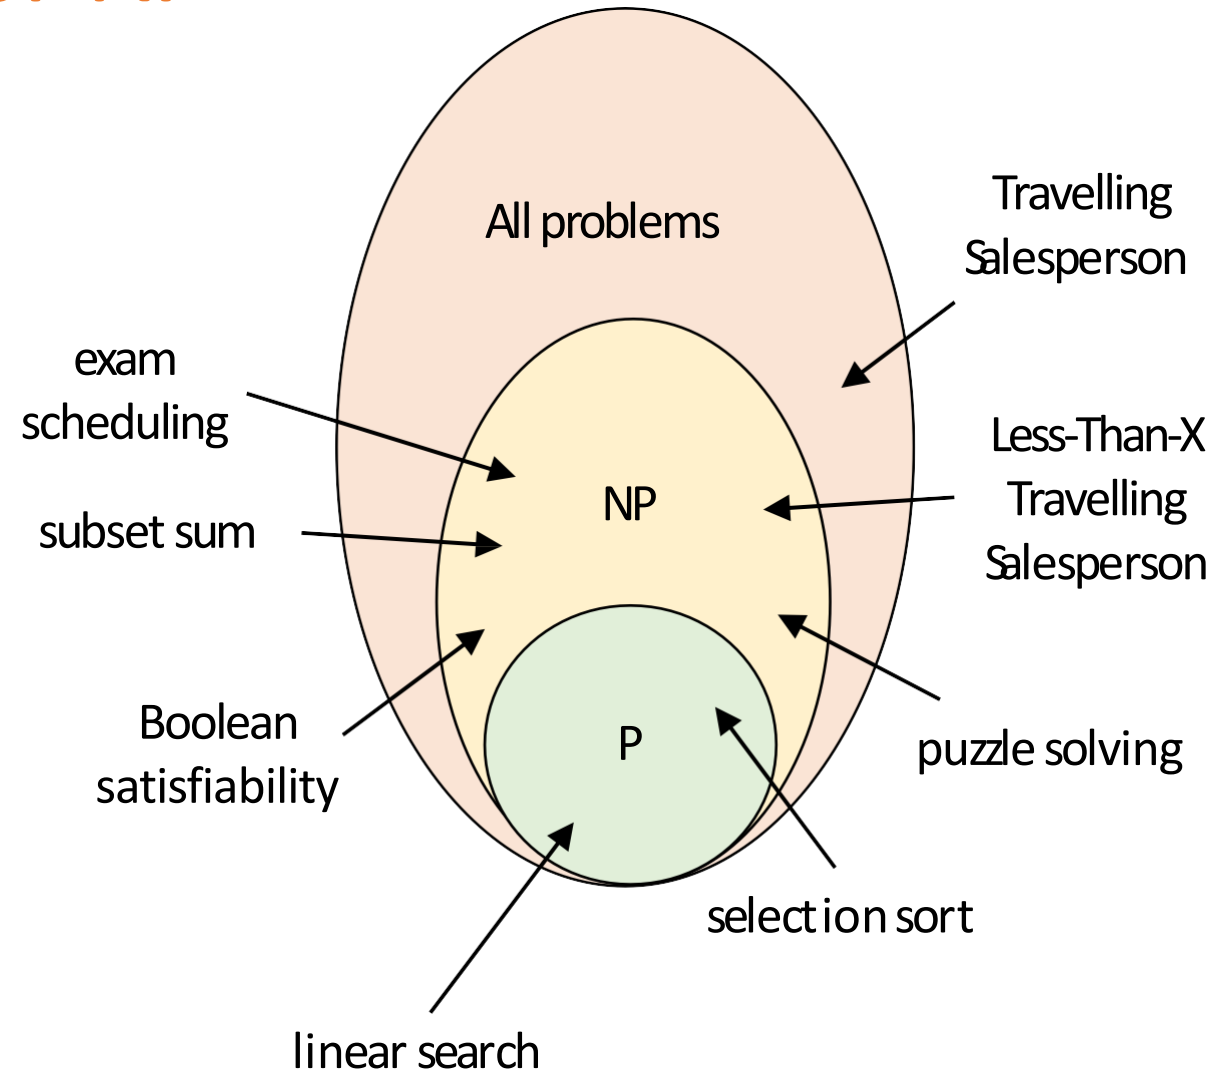 All problems
Travelling
Salesperson
exam
scheduling
Less-Than-X
Travelling
Salesperson
NP
subset sum
Boolean
satisfiability
P
puzzle solving
selection sort
linear search